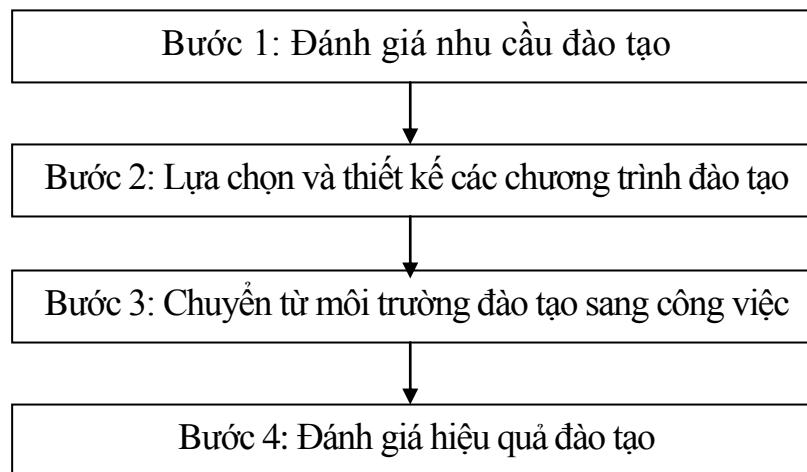 Bước 1: Đánh giá nhu cầu đào tạo
Bước 2: Lựa chọn và thiết kế các chương trình đào tạo
Bước 3: Chuyển từ môi trường đào tạo sang công việc
Bước 4: Đánh giá hiệu quả đào tạo